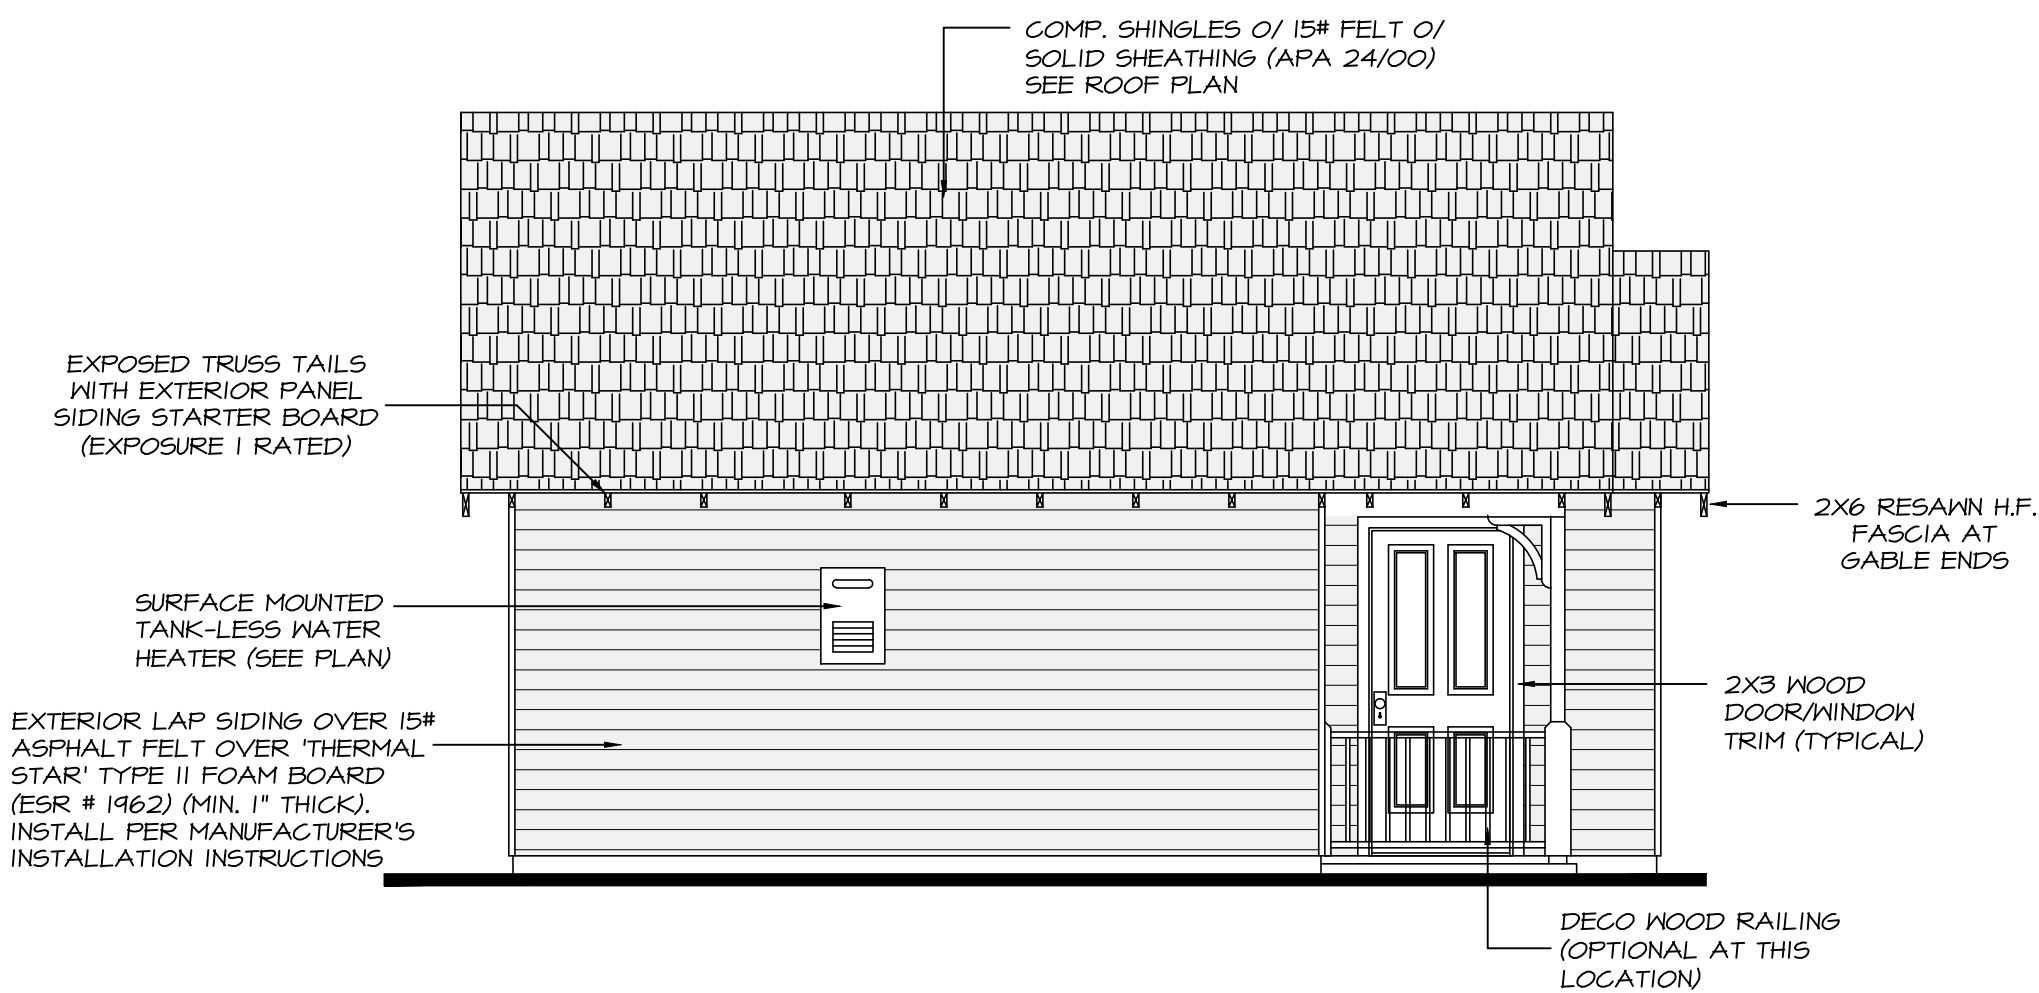 COMP. SHINGLES O/ 15# FELT O/
SOLID SHEATHING (APA 24/00)
SEE ROOF PLAN
EXPOSED TRUSS TAILS
WITH EXTERIOR PANEL
SIDING STARTER BOARD
(EXPOSURE 1 RATED)
2X6 RESAWN H.F.
FASCIA AT
GABLE ENDS
SURFACE MOUNTED
TANK-LESS WATER
HEATER (SEE PLAN)
2X3 WOOD
DOOR/WINDOW
TRIM (TYPICAL)
EXTERIOR LAP SIDING OVER 15#
ASPHALT FELT OVER 'THERMAL
STAR' TYPE II FOAM BOARD
(ESR # 1962) (MIN. 1" THICK).
INSTALL PER MANUFACTURER'S
INSTALLATION INSTRUCTIONS
DECO WOOD RAILING
(OPTIONAL AT THIS
LOCATION)